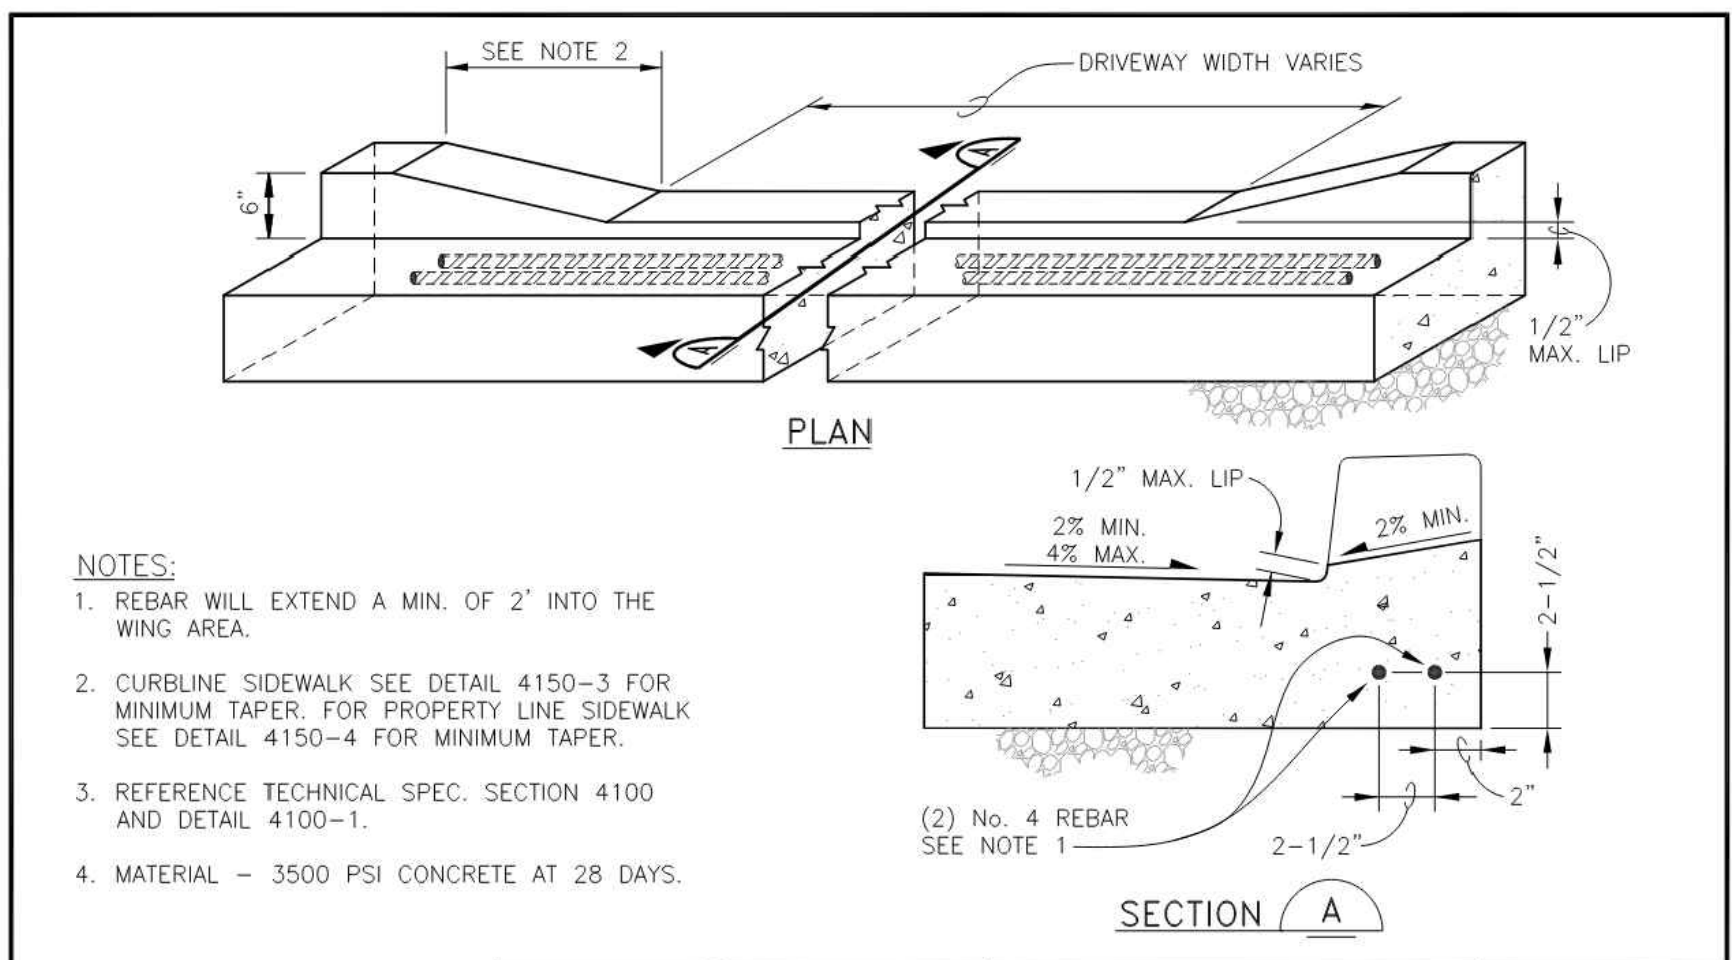 SEE NOTE 2
DRIVEWAY WIDTH VARIES
A
6"
A
1/2"
MAX. LIP
PLAN
1/2" MAX. LIP
2% MIN.
4% MAX.
2% MIN.
2-1/2"
NOTES:
1. REBAR WILL EXTEND A MIN. OF 2' INTO THE
WING AREA.
2. CURBLINE SIDEWALK SEE DETAIL 4150-3 FOR
MINIMUM TAPER. FOR PROPERTY LINE SIDEWALK
SEE DETAIL 4150-4 FOR MINIMUM TAPER.
3. REFERENCE TECHNICAL SPEC. SECTION 4100
AND DETAIL 4100-1.
4. MATERIAL - 3500 PSI CONCRETE AT 28 DAYS.
2"
(2) No. 4 REBAR
SEE NOTE 1
2-1/2"
SECTION A